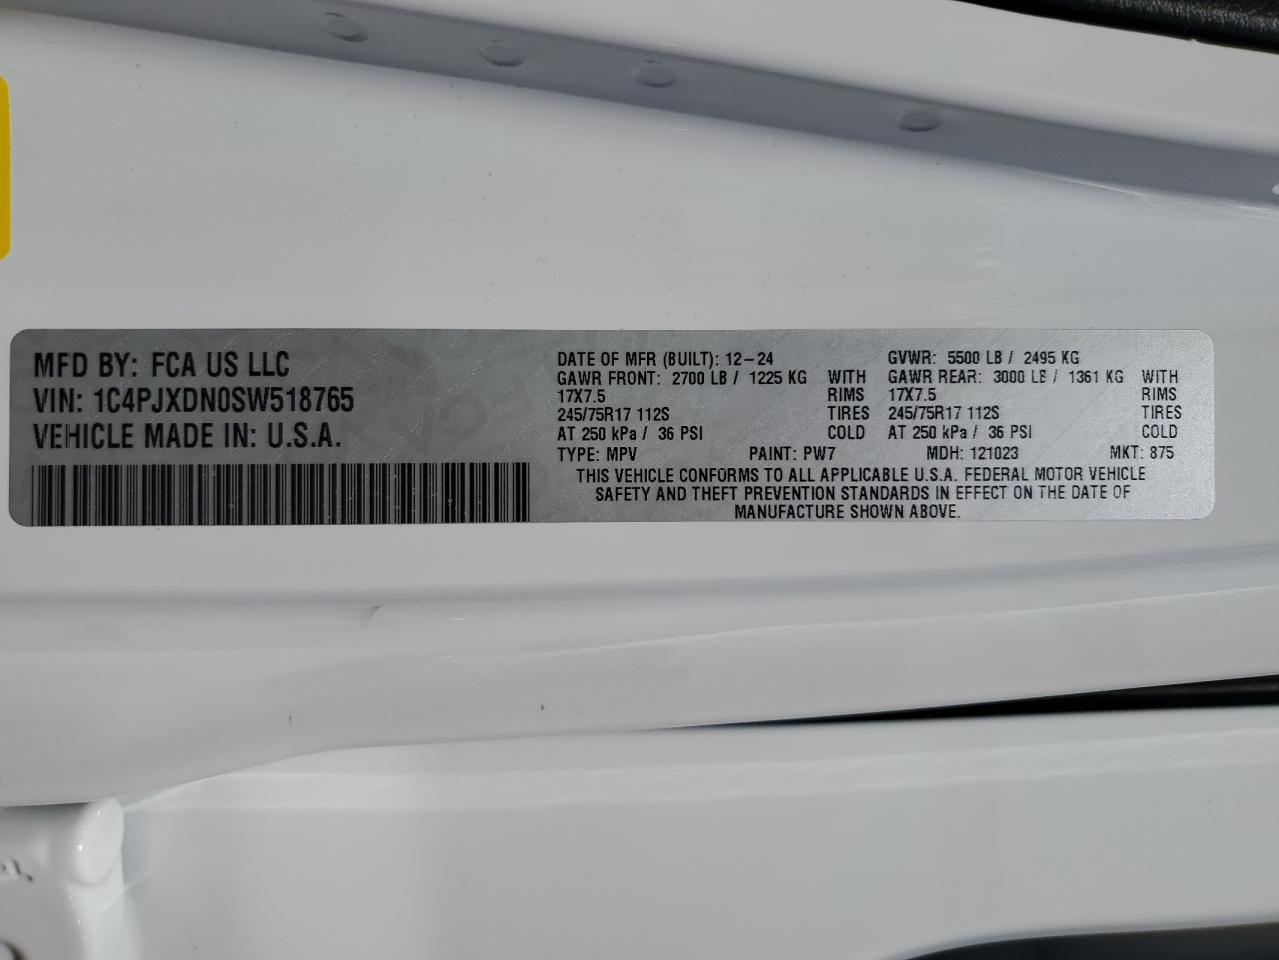 MFD BY: FCA US LLC
VIN: 1C4PJXDN0SW518765
VEHICLE MADE IN: U.S.A.
DATE OF MFR (BUILT): 12-24 GVWR: 5500 LB / 2495 KG
GAWR FRONT: 2700 LB / 1225 KG WITH GAWR REAR: 3000 LB / 1361 KG WITH
17X7.5 RIMS 17X7.5 RIMS
245/75R17 112S TIRES 245/75R17 112S TIRES
AT 250 kPa / 36 PSI COLD AT 250 kPa / 36 PSI COLD
TYPE: MPV PAINT: PW7 MDH: 121023 MKT: 875
THIS VEHICLE CONFORMS TO ALL APPLICABLE U.S.A. FEDERAL MOTOR VEHICLE
SAFETY AND THEFT PREVENTION STANDARDS IN EFFECT ON THE DATE OF
MANUFACTURE SHOWN ABOVE.